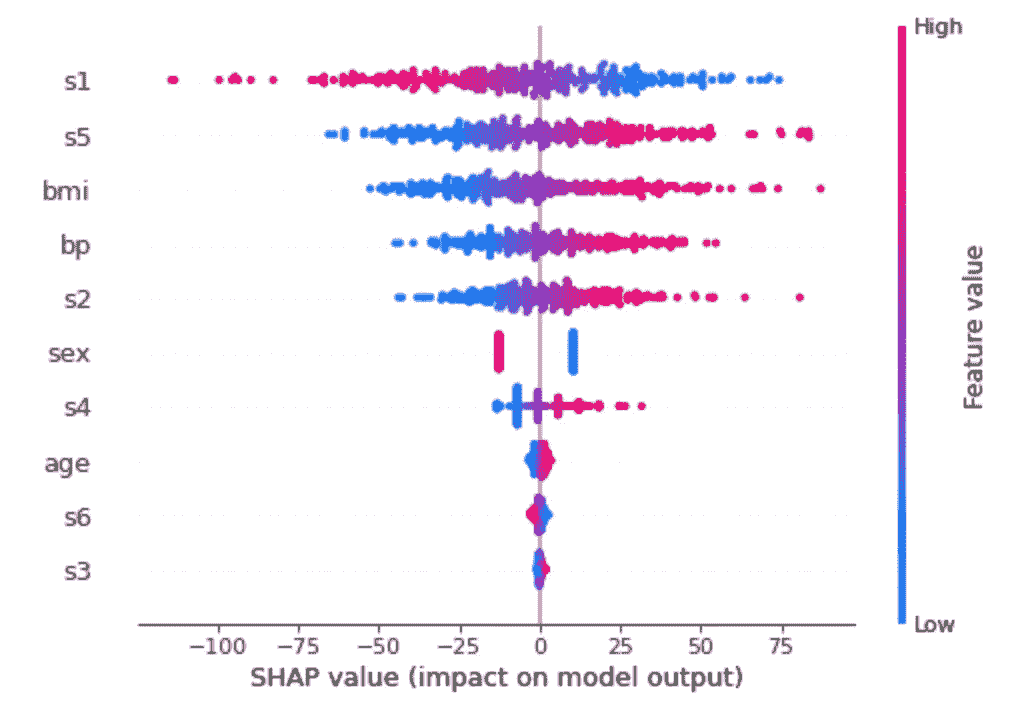 High
s1
s5
bmi
bp
s2
sex
s4
age
s6
s3
Feature value
Low
−100 −75 −50 −25 0 25 50 75
SHAP value (impact on model output)